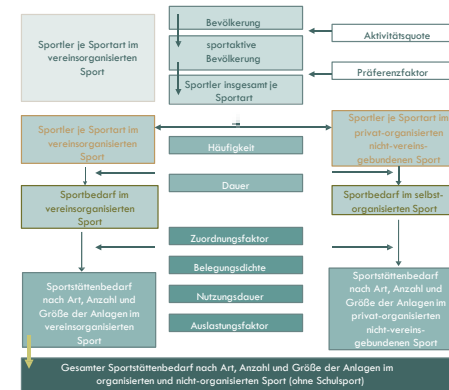 Bevölkerung
Sportler je Sportart im
vereinsorganisierten
Sport
Aktivitätsquote
sportaktive
Bevölkerung
Präferenzfaktor
Sportler insgesamt je
Sportart
Sportler je Sportart im
vereinsorganisierten
Sport
Sportler je Sportart im
privat-organisierten
nicht-vereins-
gebundenen Sport
Häufigkeit
Dauer
Sportbedarf im
vereinsorganisierten
Sport
Sportbedarf im selbst-
organisierten Sport
Zuordnungsfaktor
Belegungsdichte
Nutzungsdauer
Auslastungsfaktor
Sportstättenbedarf
nach Art, Anzahl und
Größe der Anlagen im
vereinsorganisierten
Sport
Sportstättenbedarf
nach Art, Anzahl und
Größe der Anlagen im
privat-organisierten
nicht-vereins-
gebundenen Sport
Gesamter Sportstättenbedarf nach Art, Anzahl und Größe der Anlagen im
organisierten und nicht-organisierten Sport (ohne Schulsport)